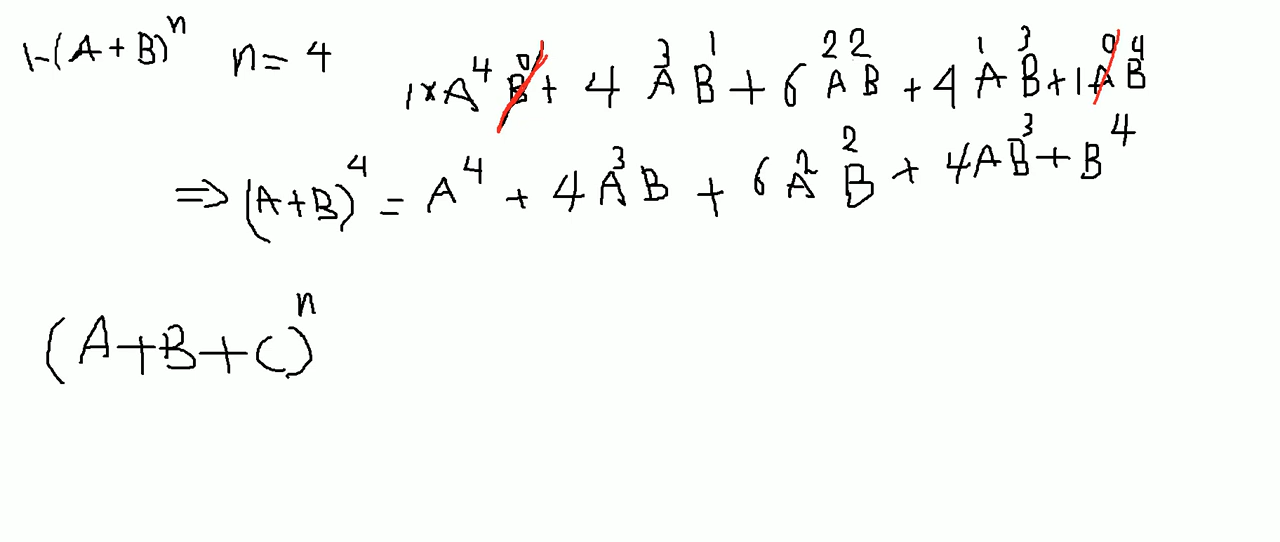 1-(A+B)^n n=4 1×A^4 B^0 + 4 A^3 B^1 + 6 A^2 B^2 + 4 A^1 B^3 + 1 A^0 B^4
⇒ (A+B)^4 = A^4 + 4A^3 B + 6A^2 B^2 + 4AB^3 + B^4
(A+B+C)^n